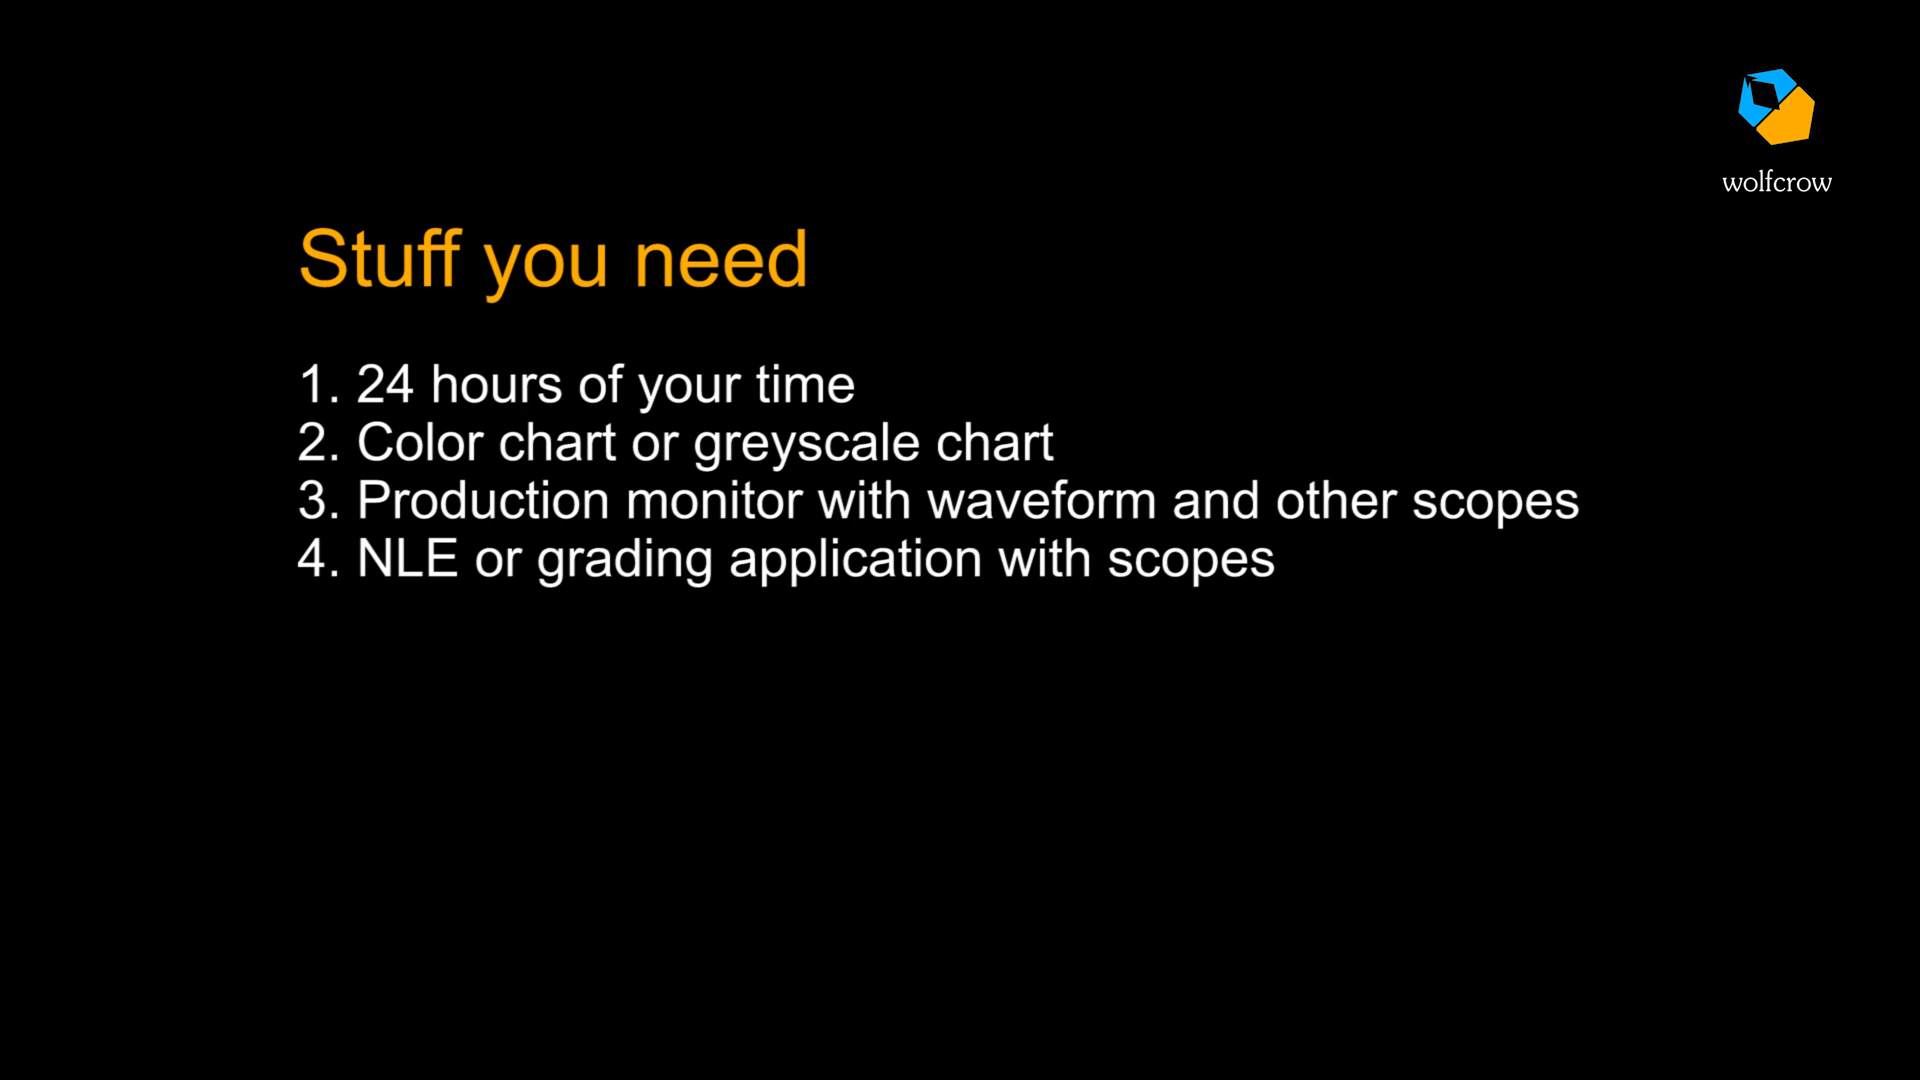 wolfcrow
Stuff you need
1. 24 hours of your time
2. Color chart or greyscale chart
3. Production monitor with waveform and other scopes
4. NLE or grading application with scopes